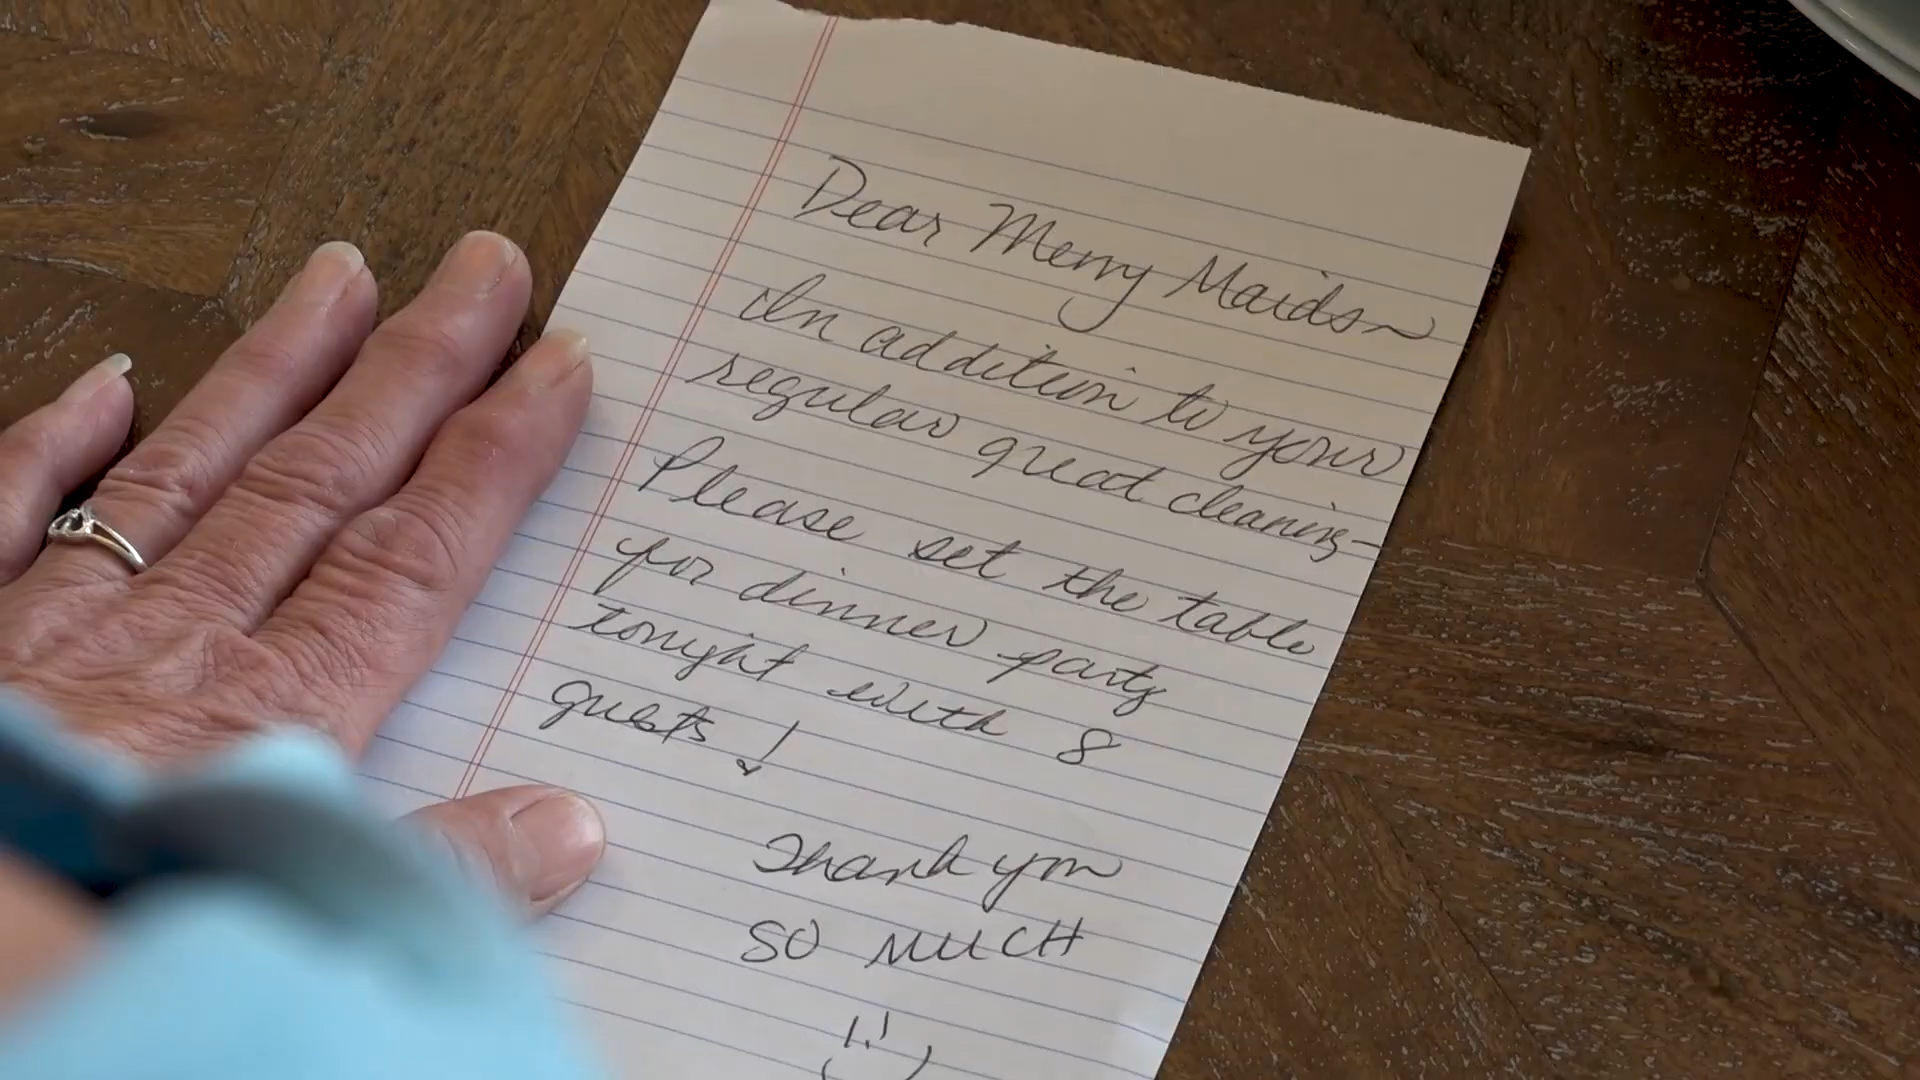 Dear Merry Maids~
In addition to your
regular great cleaning-
Please set the table
for dinner party
tonight with 8
guests!
Thank you
SO MUCH